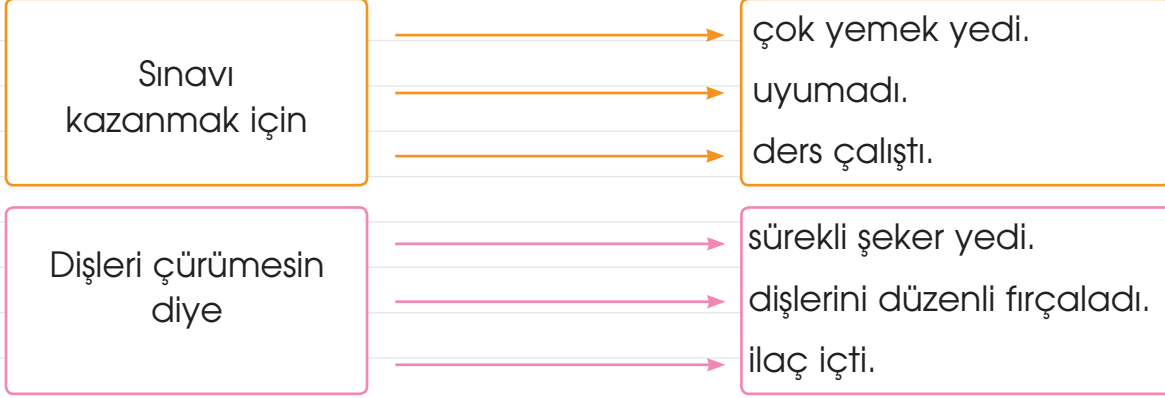 Sınavı
kazanmak için
çok yemek yedi.
uyumadı.
ders çalıştı.
Dişleri çürümesin
diye
sürekli şeker yedi.
dişlerini düzenli fırçaladı.
ilaç içti.